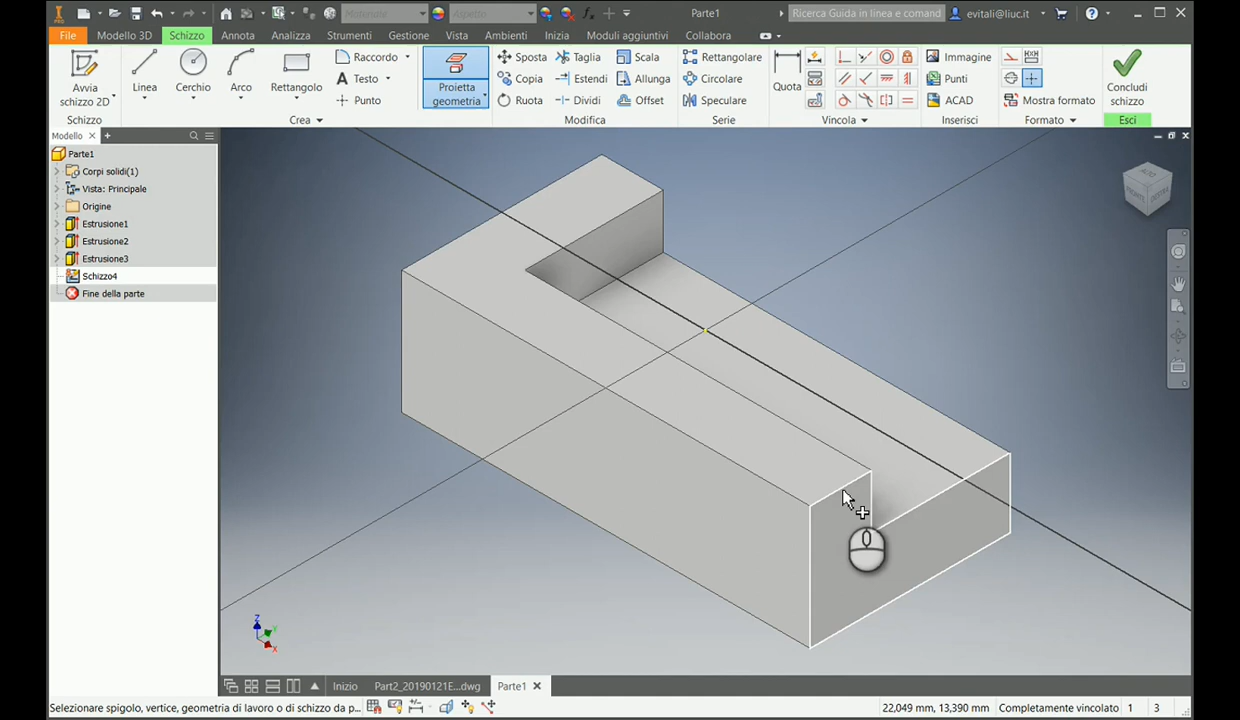 PRO
Materiale
Aspetto
Parte1
Ricerca Guida in linea e comand
evitali@liuc.it
File
Modello 3D
Schizzo
Annota
Analizza
Strumenti
Gestione
Vista
Ambienti
Inizia
Moduli aggiuntivi
Collabora
Avvia
schizzo 2D
Linea
Cerchio
Arco
Rettangolo
Raccordo
Testo
Punto
Proietta
geometria
Sposta
Copia
Ruota
Taglia
Estendi
Dividi
Scala
Allunga
Offset
Rettangolare
Circolare
Speculare
Quota
Immagine
Punti
ACAD
Mostra formato
Concludi
schizzo
Schizzo
Crea
Modifica
Serie
Vincola
Inserisci
Formato
Esci
Modello
Parte1
Corpi solidi(1)
Vista: Principale
Origine
Estrusione1
Estrusione2
Estrusione3
Schizzo4
Fine della parte
Z
Y
X
Inizio
Part2_20190121E...dwg
Parte1
Selezionare spigolo, vertice, geometria di lavoro o di schizzo da p...
22,049 mm, 13,390 mm
Completamente vincolato
1
3